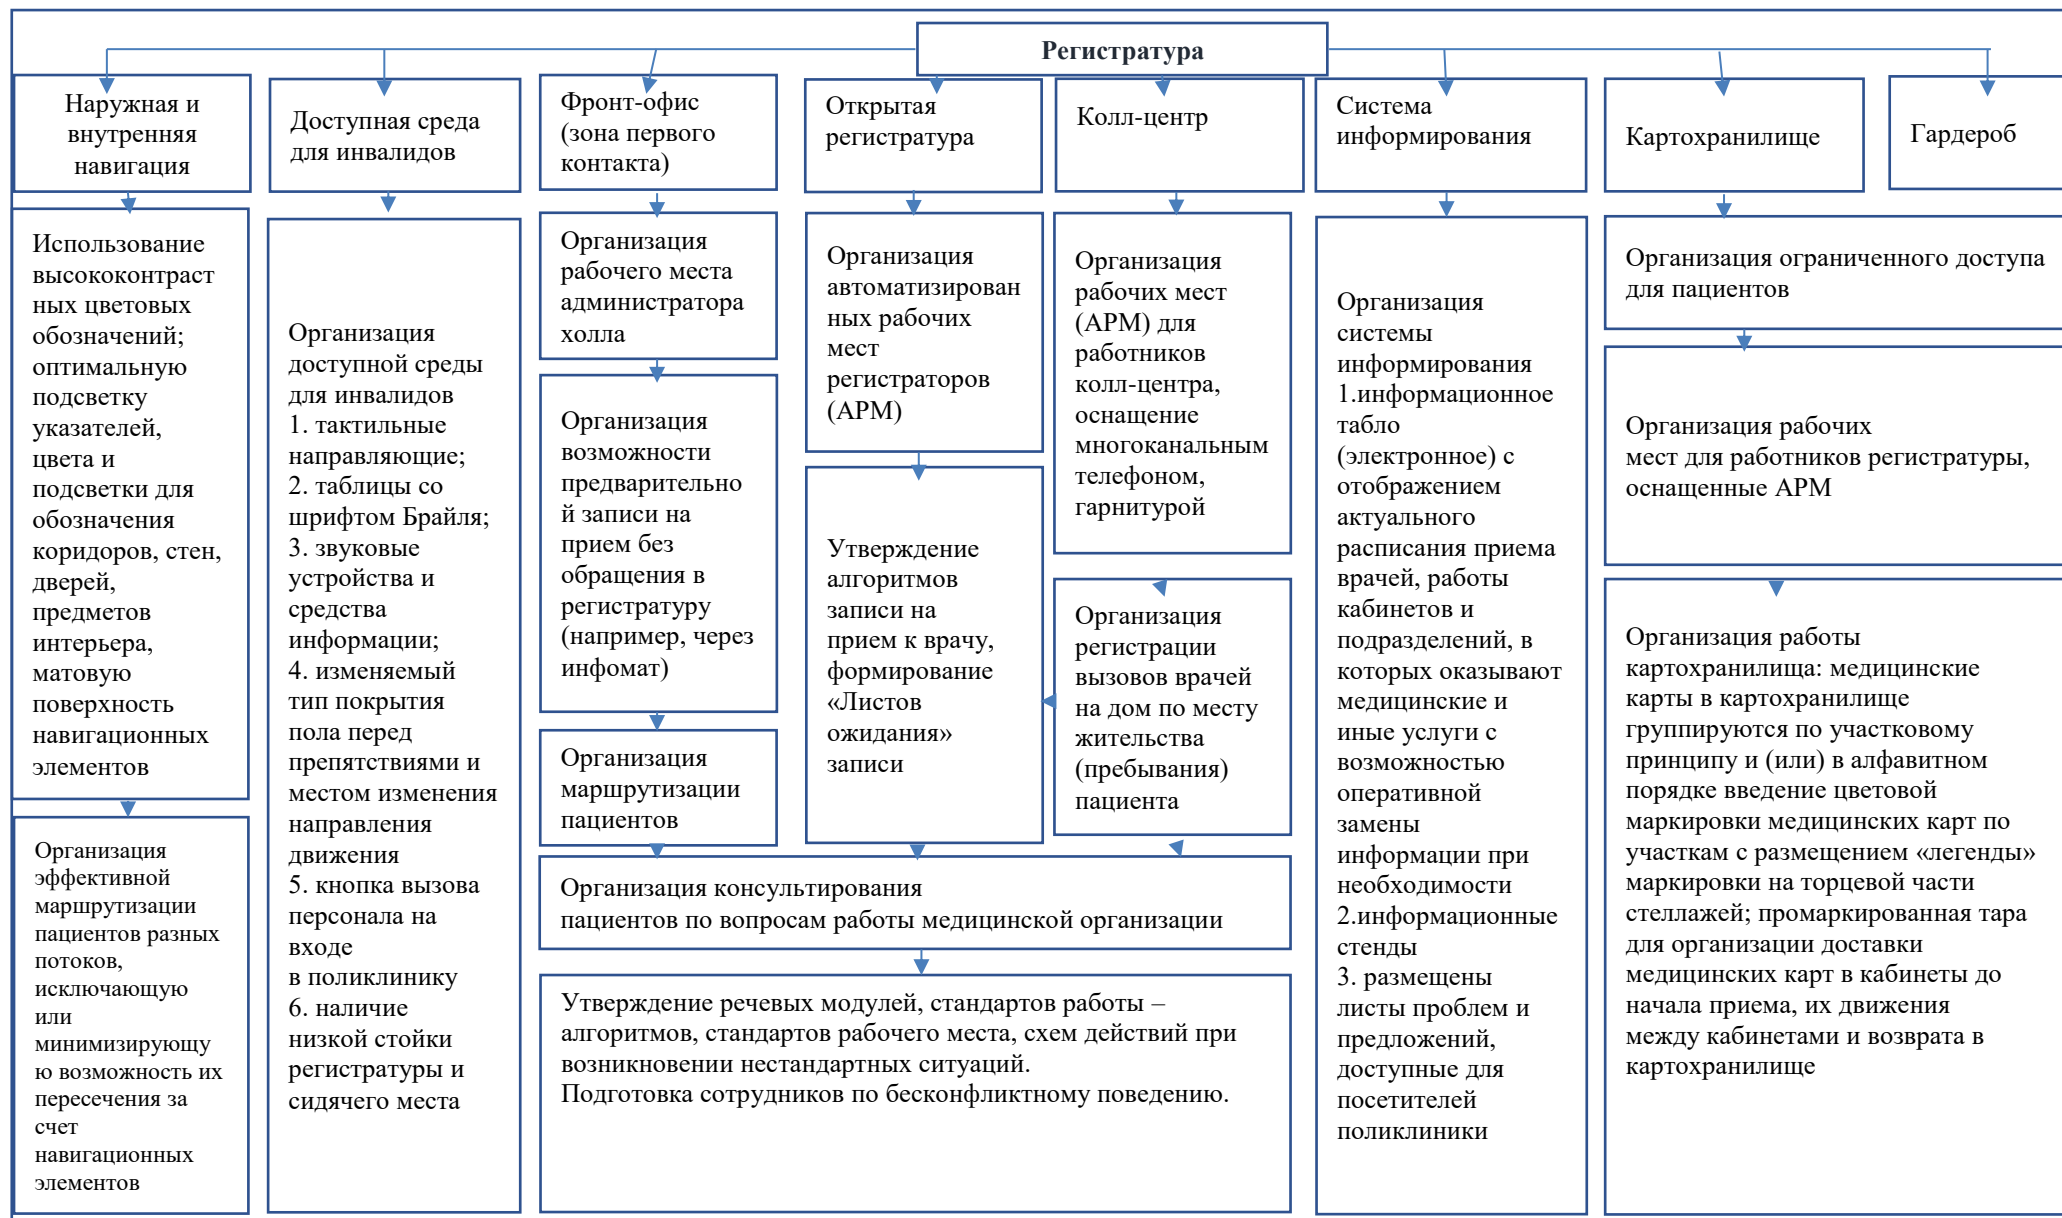 Регистратура
Наружная и
внутренняя
навигация
Доступная среда
для инвалидов
Фронт-офис
(зона первого
контакта)
Открытая
регистратура
Колл-центр
Система
информирования
Картохранилище
Гардероб
Использование
высококонтраст
ных цветовых
обозначений;
оптимальную
подсветку
указателей,
цвета и
подсветки для
обозначения
коридоров, стен,
дверей,
предметов
интерьера,
матовую
поверхность
навигационных
элементов
Организация
эффективной
маршрутизации
пациентов разных
потоков,
исключающую
или
минимизирующу
ю возможность их
пересечения за
счет
навигационных
элементов
Организация
доступной среды
для инвалидов
1. тактильные
направляющие;
2. таблицы со
шрифтом Брайля;
3. звуковые
устройства и
средства
информации;
4. изменяемый
тип покрытия
пола перед
препятствиями и
местом изменения
направления
движения
5. кнопка вызова
персонала на
входе
в поликлинику
6. наличие
низкой стойки
регистратуры и
сидячего места
Организация
рабочего места
администратора
холла
Организация
возможности
предварительно
й записи на
прием без
обращения в
регистратуру
(например, через
инфомат)
Организация
маршрутизации
пациентов
Организация
автоматизирован
ных рабочих
мест
регистраторов
(АРМ)
Утверждение
алгоритмов
записи на
прием к врачу,
формирование
«Листов
ожидания»
записи
Организация
рабочих мест
(АРМ) для
работников
колл-центра,
оснащение
многоканальным
телефоном,
гарнитурой
Организация
регистрации
вызовов врачей
на дом по месту
жительства
(пребывания)
пациента
Организация консультирования
пациентов по вопросам работы медицинской организации
Утверждение речевых модулей, стандартов работы –
алгоритмов, стандартов рабочего места, схем действий при
возникновении нестандартных ситуаций.
Подготовка сотрудников по бесконфликтному поведению.
Организация
системы
информирования
1.информационное
табло
(электронное) с
отображением
актуального
расписания приема
врачей, работы
кабинетов и
подразделений, в
которых оказывают
медицинские и
иные услуги с
возможностью
оперативной
замены
информации при
необходимости
2.информационные
стенды
3. размещены
листы проблем и
предложений,
доступные для
посетителей
поликлиники
Организация ограниченного доступа
для пациентов
Организация рабочих
мест для работников регистратуры,
оснащенные АРМ
Организация работы
картохранилища: медицинские
карты в картохранилище
группируются по участковому
принципу и (или) в алфавитном
порядке введение цветовой
маркировки медицинских карт по
участкам с размещением «легенды»
маркировки на торцевой части
стеллажей; промаркированная тара
для организации доставки
медицинских карт в кабинеты до
начала приема, их движения
между кабинетами и возврата в
картохранилище